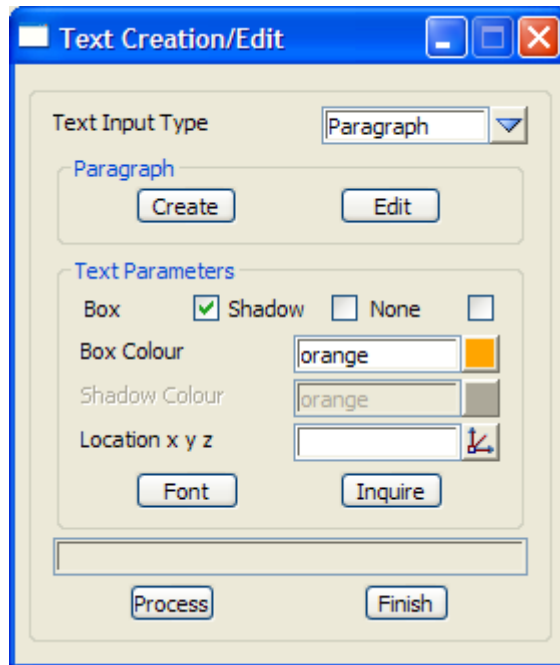 Text Creation/Edit
Text Input Type Paragraph
Paragraph
Create Edit
Text Parameters
Box Shadow None
Box Colour orange
Shadow Colour orange
Location x y z
Font Inquire
Process Finish